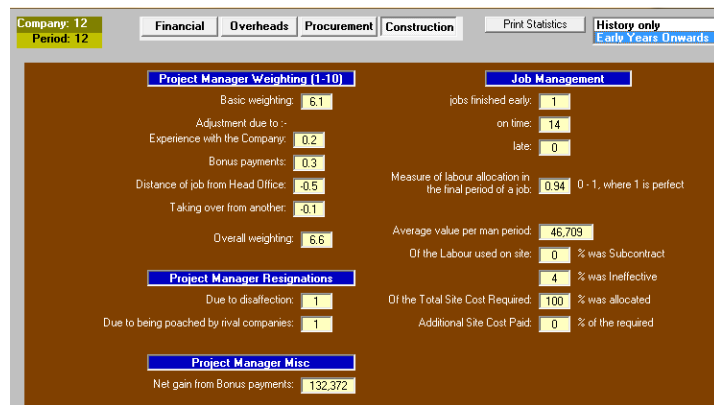 Company: 12
Period: 12
Financial Overheads Procurement Construction Print Statistics
History only
Early Years Onwards
Project Manager Weighting (1-10)
Basic weighting: 6.1
Adjustment due to :-
Experience with the Company: 0.2
Bonus payments: 0.3
Distance of job from Head Office: -0.5
Taking over from another: -0.1
Overall weighting: 6.6
Project Manager Resignations
Due to disaffection: 1
Due to being poached by rival companies: 1
Project Manager Misc
Net gain from Bonus payments: 132,372
Job Management
jobs finished early: 1
on time: 14
late: 0
Measure of labour allocation in
the final period of a job: 0.94 0 - 1, where 1 is perfect
Average value per man period: 46,709
Of the Labour used on site: 0 % was Subcontract
4 % was Ineffective
Of the Total Site Cost Required: 100 % was allocated
Additional Site Cost Paid: 0 % of the required